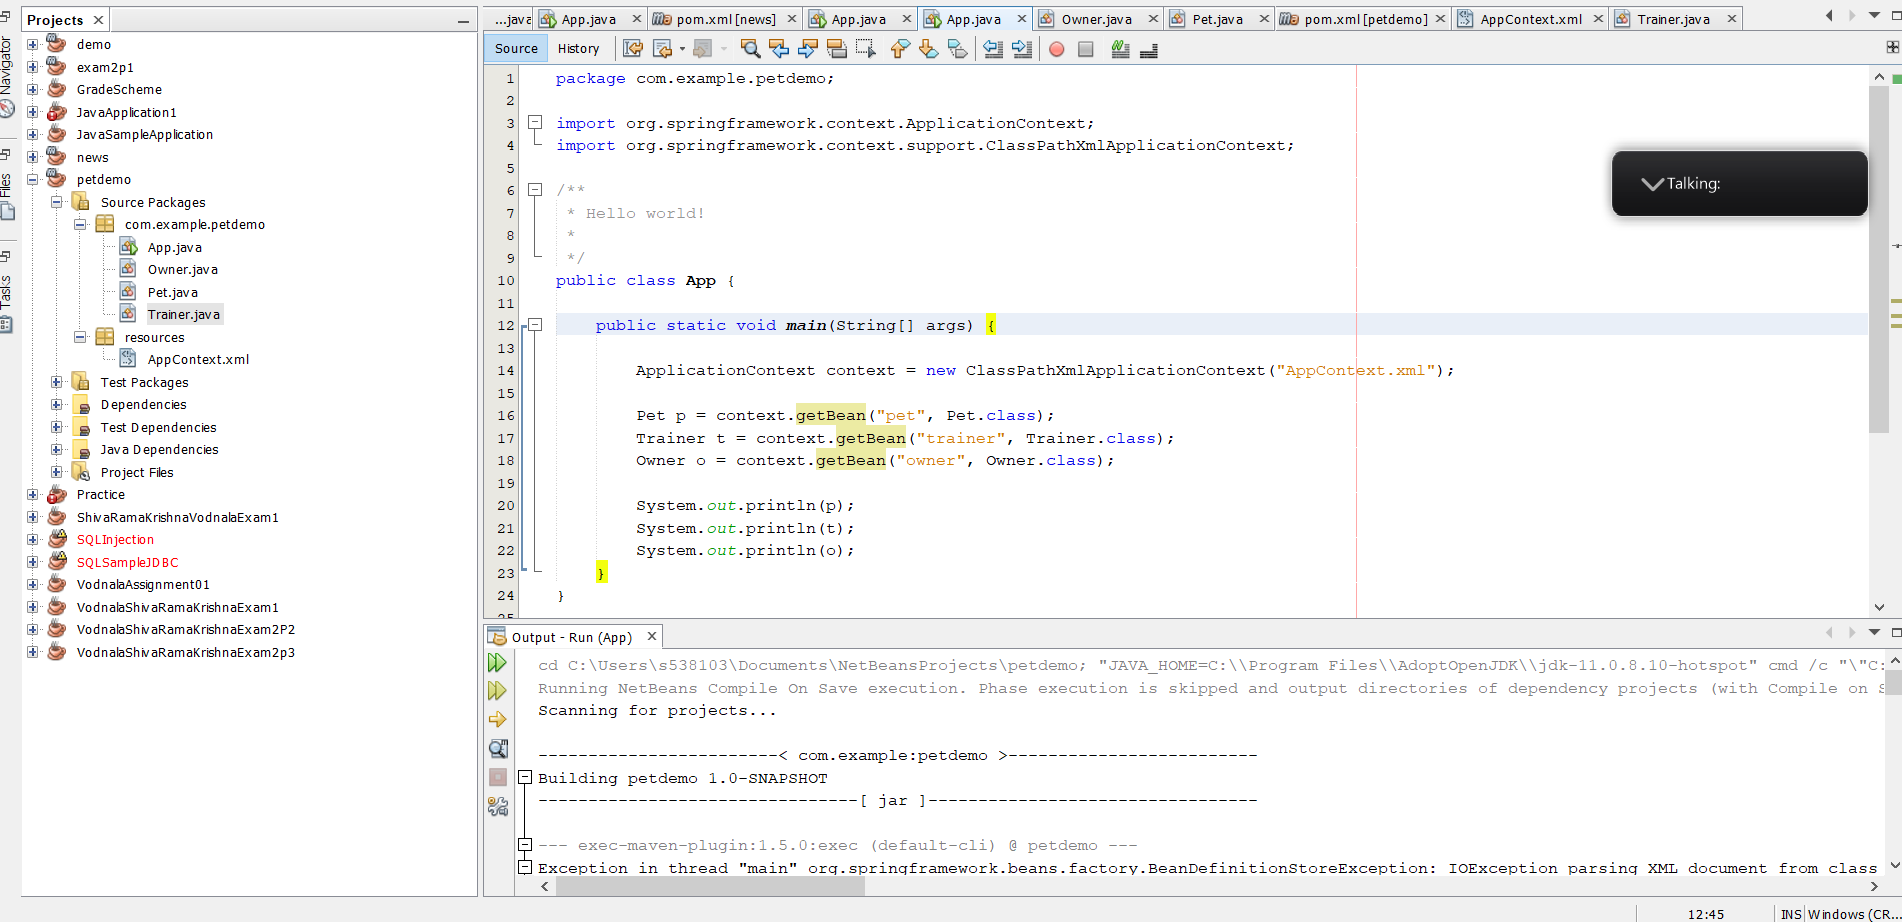 Projects
...java
App.java
pom.xml [news]
App.java
App.java
Owner.java
Pet.java
pom.xml [petdemo]
AppContext.xml
Trainer.java
Navigator
Files
Tasks
demo
exam2p1
GradeScheme
JavaApplication1
JavaSampleApplication
news
petdemo
Source Packages
com.example.petdemo
App.java
Owner.java
Pet.java
Trainer.java
resources
AppContext.xml
Test Packages
Dependencies
Test Dependencies
Java Dependencies
Project Files
Practice
ShivaRamaKrishnaVodnalaExam1
SQLInjection
SQLSampleJDBC
VodnalaAssignment01
VodnalaShivaRamaKrishnaExam1
VodnalaShivaRamaKrishnaExam2P2
VodnalaShivaRamaKrishnaExam2p3
Source History
1 package com.example.petdemo;
2
3 import org.springframework.context.ApplicationContext;
4 import org.springframework.context.support.ClassPathXmlApplicationContext;
5
6 /**
7 * Hello world!
8 *
9 */
10 public class App {
11
12 public static void main(String[] args) {
13
14 ApplicationContext context = new ClassPathXmlApplicationContext("AppContext.xml");
15
16 Pet p = context.getBean("pet", Pet.class);
17 Trainer t = context.getBean("trainer", Trainer.class);
18 Owner o = context.getBean("owner", Owner.class);
19
20 System.out.println(p);
21 System.out.println(t);
22 System.out.println(o);
23 }
24 }
25
Talking:
Output - Run (App)
cd C:\Users\s538103\Documents\NetBeansProjects\petdemo; "JAVA_HOME=C:\\Program Files\\AdoptOpenJDK\\jdk-11.0.8.10-hotspot" cmd /c "\"C:
Running NetBeans Compile On Save execution. Phase execution is skipped and output directories of dependency projects (with Compile on S
Scanning for projects...
------------------------< com.example:petdemo >-------------------------
Building petdemo 1.0-SNAPSHOT
--------------------------------[ jar ]---------------------------------
--- exec-maven-plugin:1.5.0:exec (default-cli) @ petdemo ---
Exception in thread "main" org.springframework.beans.factory.BeanDefinitionStoreException: IOException parsing XML document from class
12:45 INS Windows (CR...